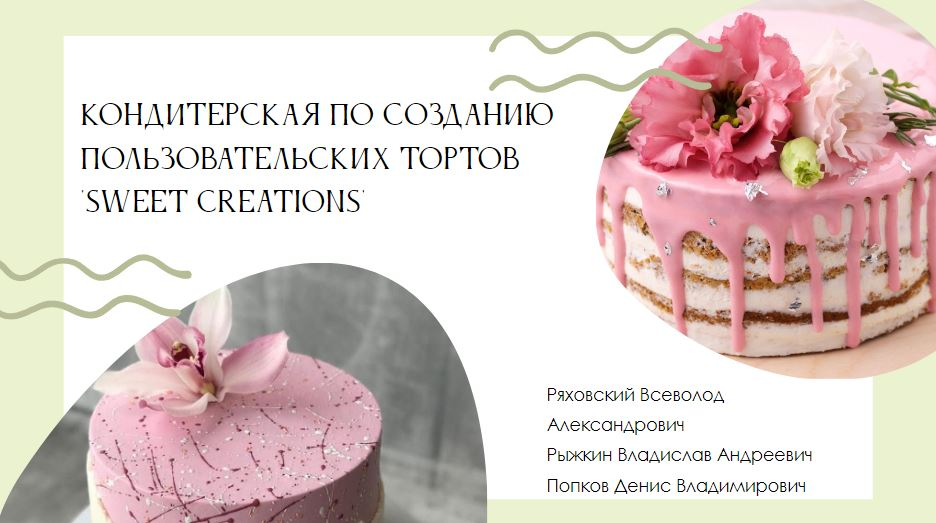 КОНДИТЕРСКАЯ ПО СОЗДАНИЮ
ПОЛЬЗОВАТЕЛЬСКИХ ТОРТОВ
'SWEET CREATIONS'
Ряховский Всеволод
Александрович
Рыжкин Владислав Андреевич
Попков Денис Владимирович